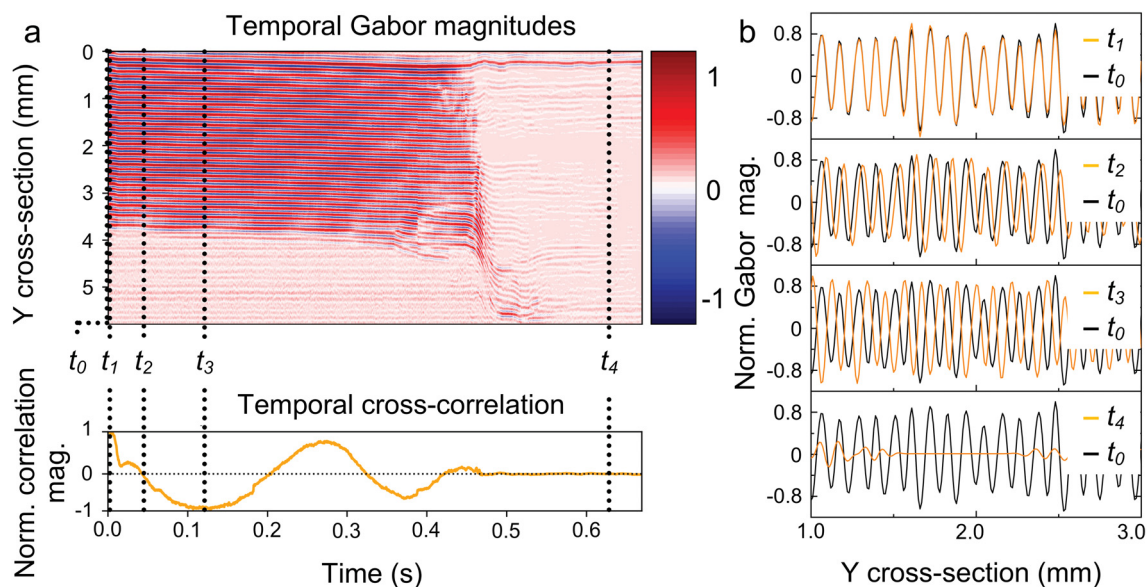 a
Temporal Gabor magnitudes
Y cross-section (mm)
0
1
2
3
4
5
1
0
-1
t0 t1 t2 t3 t4
Temporal cross-correlation
Norm. correlation
mag.
1
0
-1
0.0 0.1 0.2 0.3 0.4 0.5 0.6
Time (s)
b
Norm. Gabor mag.
0.8
0
-0.8
t1
t0
0.8
0
-0.8
t2
t0
0.8
0
-0.8
t3
t0
0.8
0
-0.8
t4
t0
1.0 2.0 3.0
Y cross-section (mm)